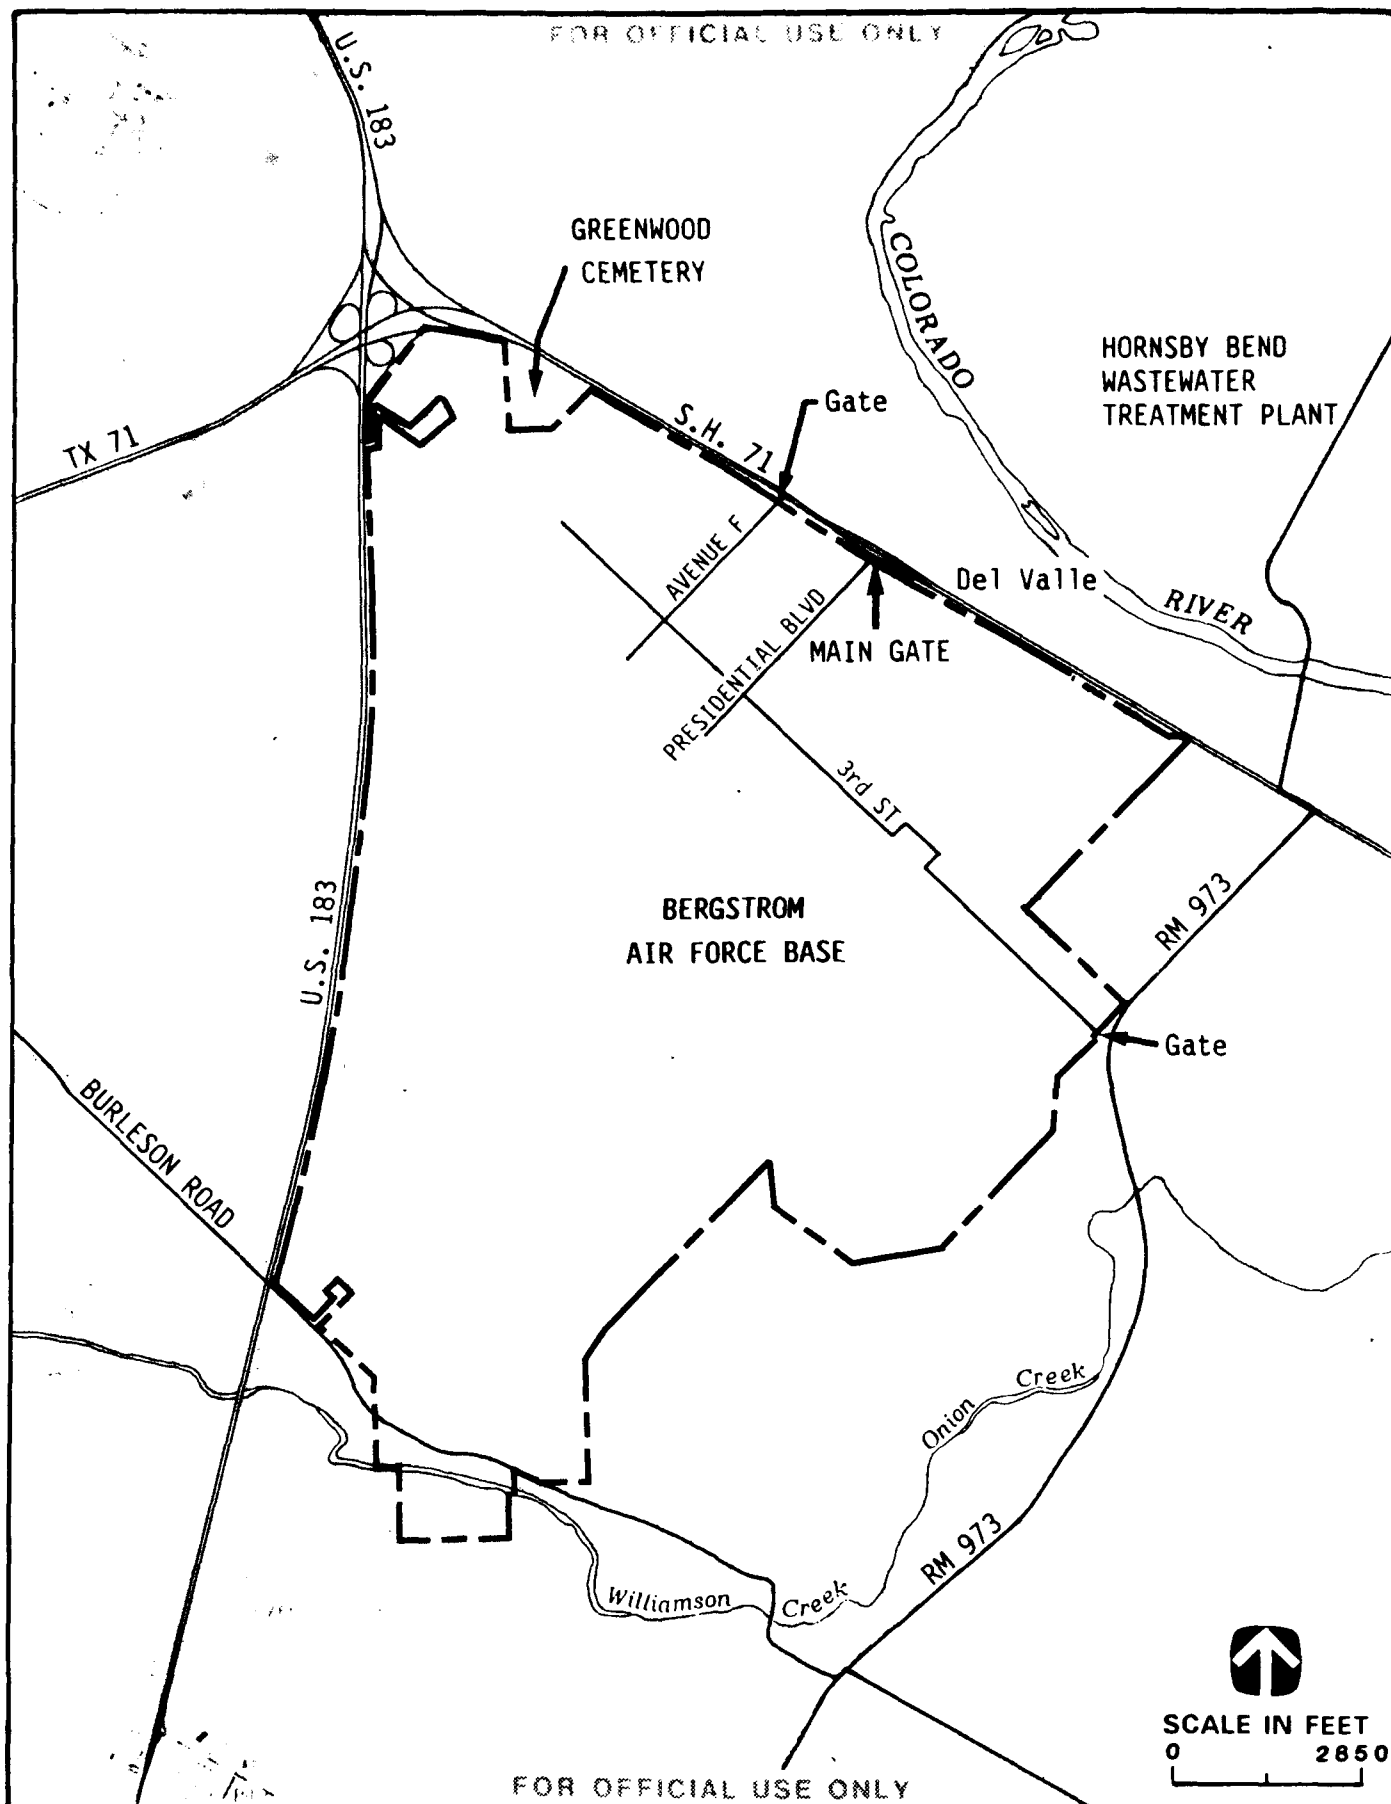 FOR OFFICIAL USE ONLY
U.S. 183
GREENWOOD
CEMETERY
COLORADO
HORNSBY BEND
WASTEWATER
TREATMENT PLANT
Gate
S.H. 71
TX 71
AVENUE F
Del Valle
RIVER
PRESIDENTIAL BLVD
MAIN GATE
3rd ST
U.S. 183
BERGSTROM
AIR FORCE BASE
RM 973
Gate
BURLESON ROAD
Onion Creek
RM 973
Williamson Creek
SCALE IN FEET
0 2850
FOR OFFICIAL USE ONLY